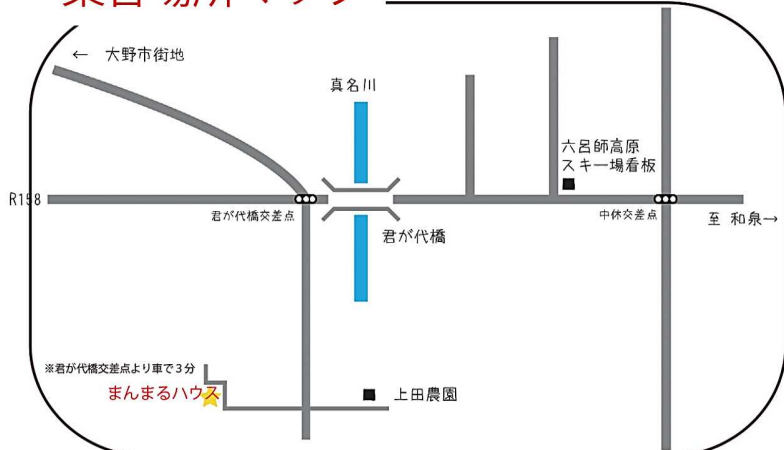 ← 大野市街地
真名川
六呂師高原
スキー場看板
R158
君が代橋交差点
中休交差点
至 和泉→
君が代橋
※君が代橋交差点より車で3分
まんまるハウス
上田農園